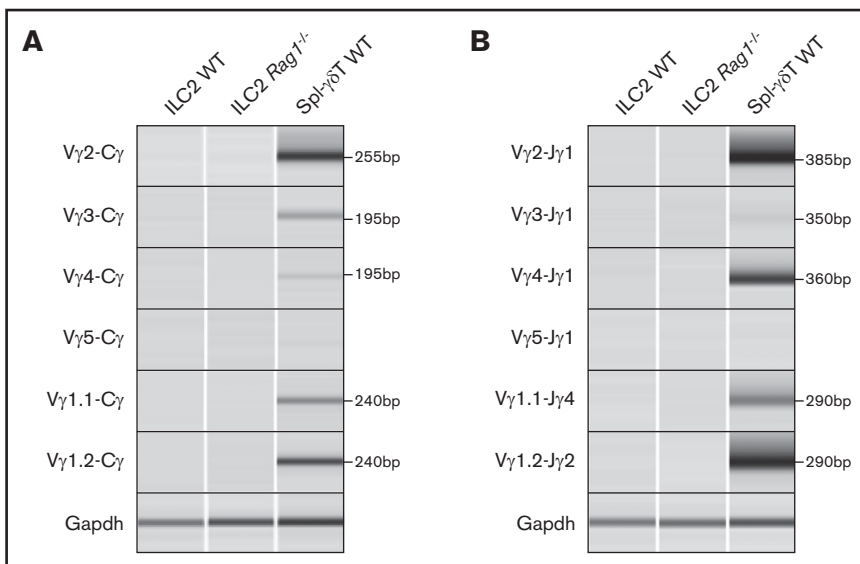 A
ILC2 WT
ILC2 Rag1-/-
Spl-γδT WT
Vγ2-Cγ
255bp
Vγ3-Cγ
195bp
Vγ4-Cγ
195bp
Vγ5-Cγ
Vγ1.1-Cγ
240bp
Vγ1.2-Cγ
240bp
Gapdh
B
ILC2 WT
ILC2 Rag1-/-
Spl-γδT WT
Vγ2-Jγ1
385bp
Vγ3-Jγ1
350bp
Vγ4-Jγ1
360bp
Vγ5-Jγ1
Vγ1.1-Jγ4
290bp
Vγ1.2-Jγ2
290bp
Gapdh